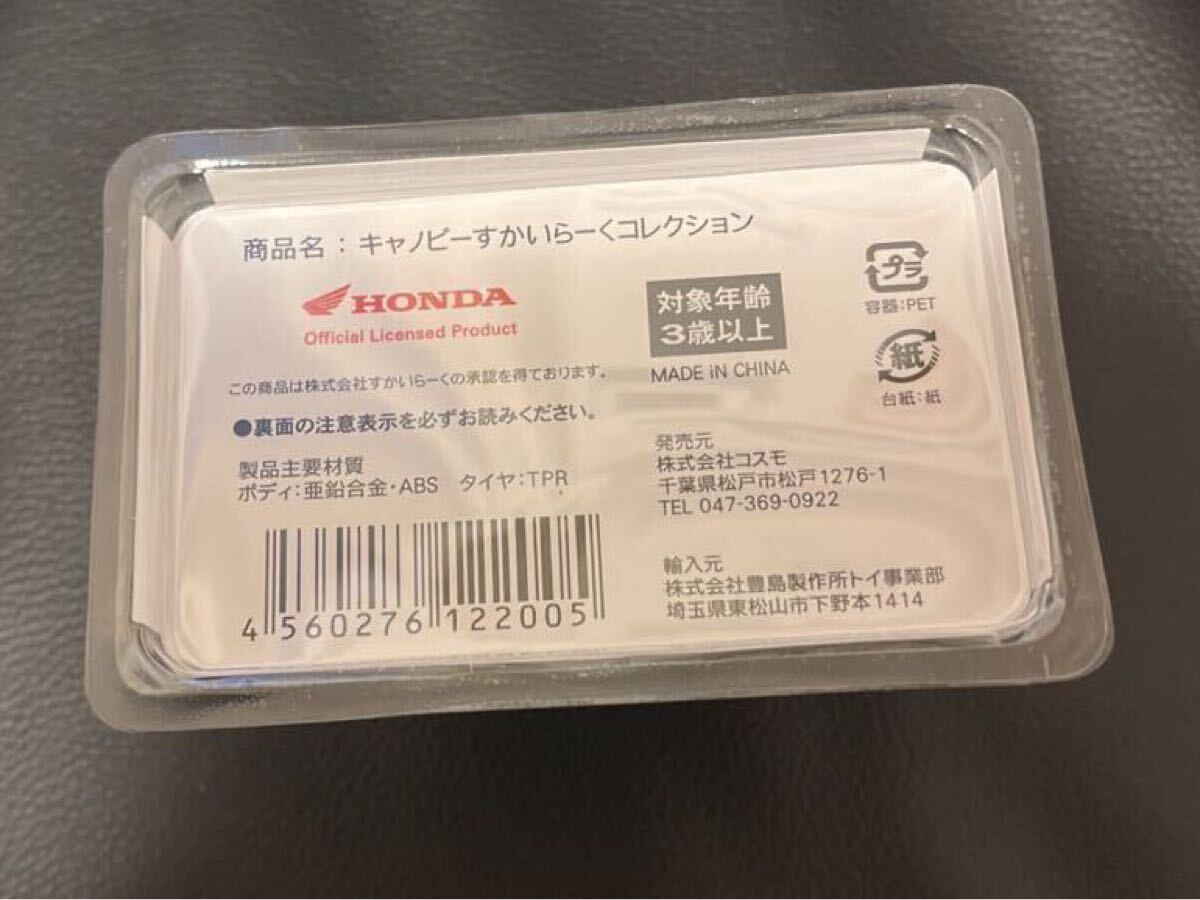 商品名：キャノピーすかいらーくコレクション
HONDA
Official Licensed Product
この商品は株式会社すかいらーくの承認を得ております。
●裏面の注意表示を必ずお読みください。
製品主要材質
ボディ：亜鉛合金・ABS タイヤ：TPR
4 560276 122005
対象年齢
3歳以上
MADE iN CHINA
プラ
容器：PET
紙
台紙：紙
発売元
株式会社コスモ
千葉県松戸市松戸1276-1
TEL 047-369-0922
輸入元
株式会社豊島製作所トイ事業部
埼玉県東松山市下野本1414